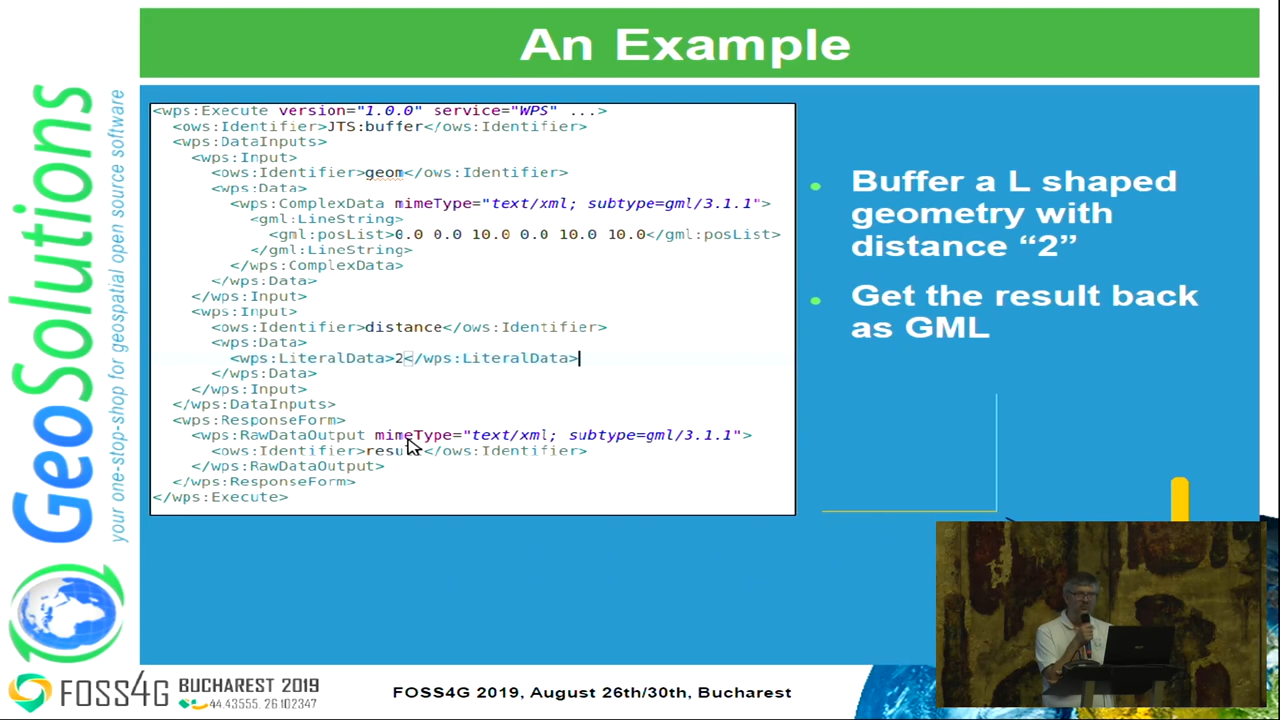 An Example
<wps:Execute version="1.0.0" service="WPS" ...>
<ows:Identifier>JTS:buffer</ows:Identifier>
<wps:DataInputs>
<wps:Input>
<ows:Identifier>geom</ows:Identifier>
<wps:Data>
<wps:ComplexData mimeType="text/xml; subtype=gml/3.1.1">
<gml:LineString>
<gml:posList>0.0 0.0 10.0 0.0 10.0 10.0</gml:posList>
</gml:LineString>
</wps:ComplexData>
</wps:Data>
</wps:Input>
<wps:Input>
<ows:Identifier>distance</ows:Identifier>
<wps:Data>
<wps:LiteralData>2</wps:LiteralData>
</wps:Data>
</wps:Input>
</wps:DataInputs>
<wps:ResponseForm>
<wps:RawDataOutput mimeType="text/xml; subtype=gml/3.1.1">
<ows:Identifier>result</ows:Identifier>
</wps:RawDataOutput>
</wps:ResponseForm>
</wps:Execute>
• Buffer a L shaped
geometry with
distance “2”
• Get the result back
as GML
GeoSolutions
your one-stop-shop for geospatial open source software
FOSS4G BUCHAREST 2019
44.43555, 26.102347
FOSS4G 2019, August 26th/30th, Bucharest